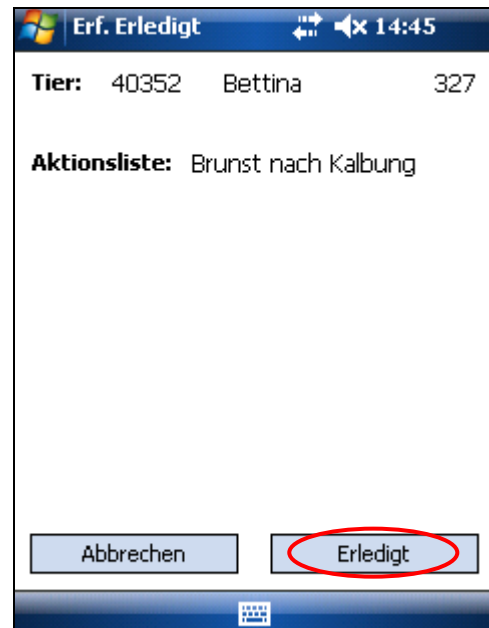 Erf. Erledigt 14:45
Tier: 40352 Bettina 327
Aktionsliste: Brunst nach Kalbung
Abbrechen Erledigt